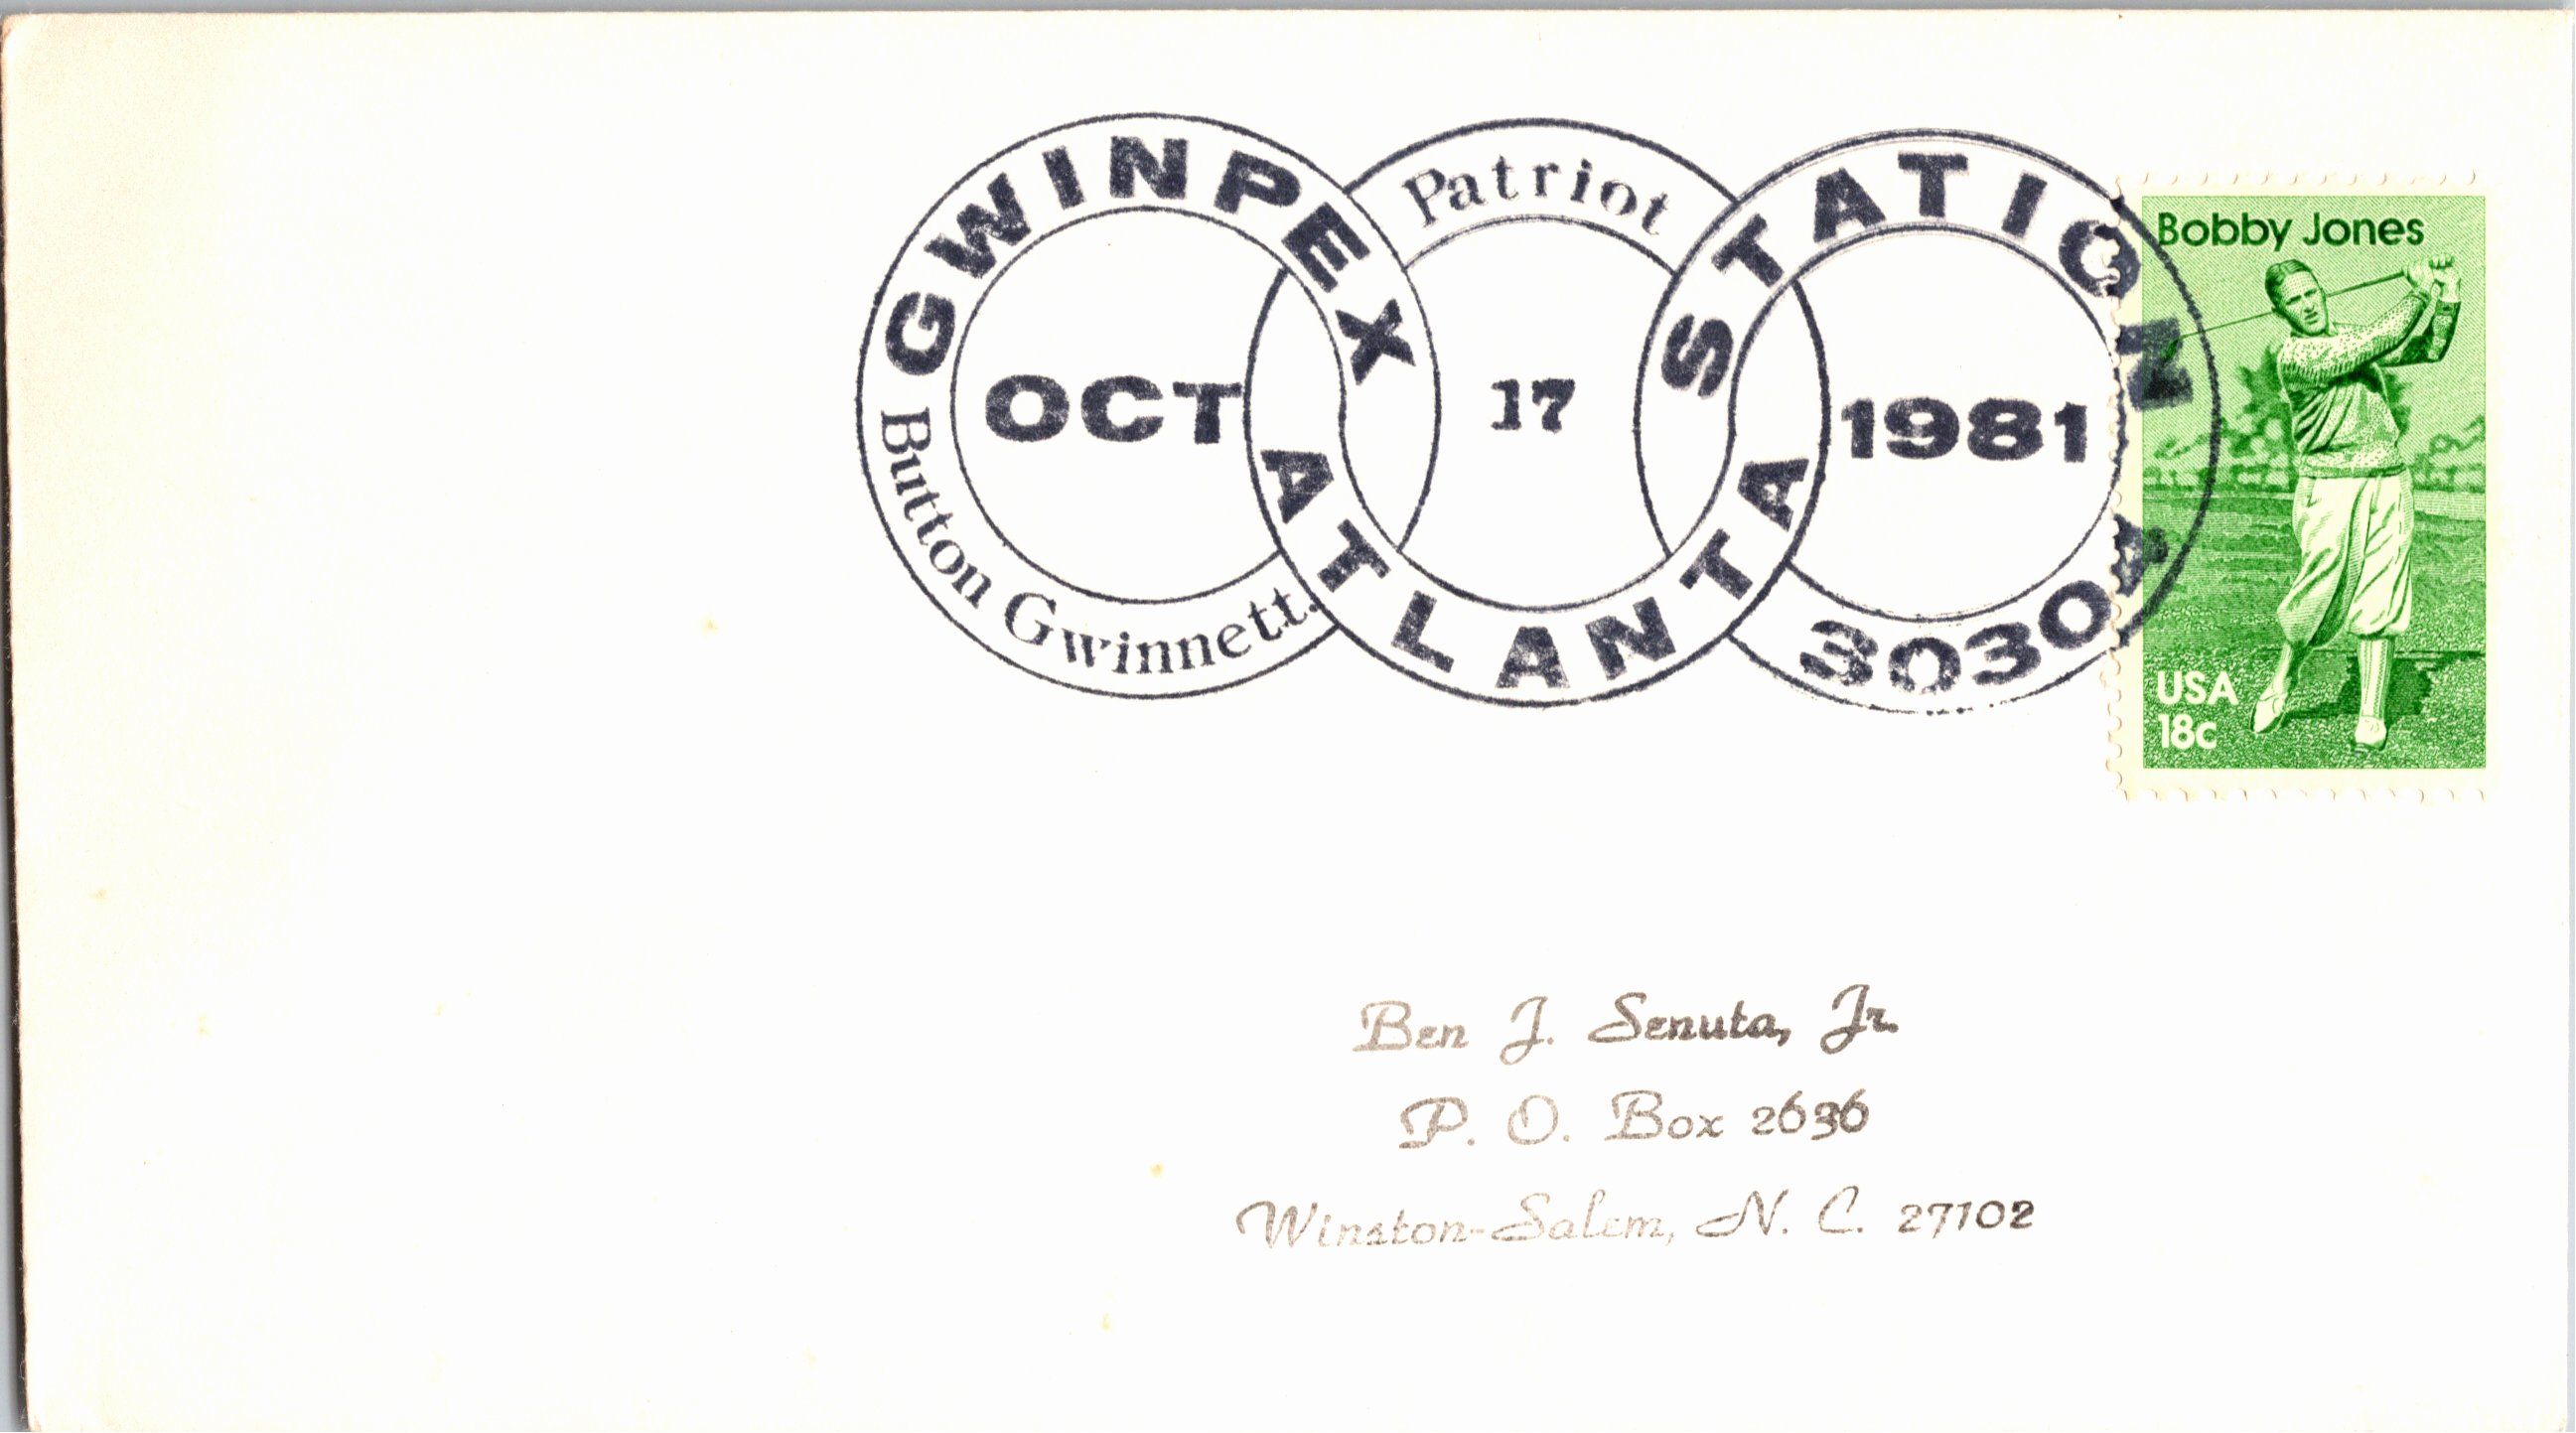 GWINPEX STATION
Patriot
OCT 17 1981
Button Gwinnett.
ATLANTA 30304
Bobby Jones
USA
18c
Ben J. Senuta, Jr.
P. O. Box 2636
Winston-Salem, N. C. 27102